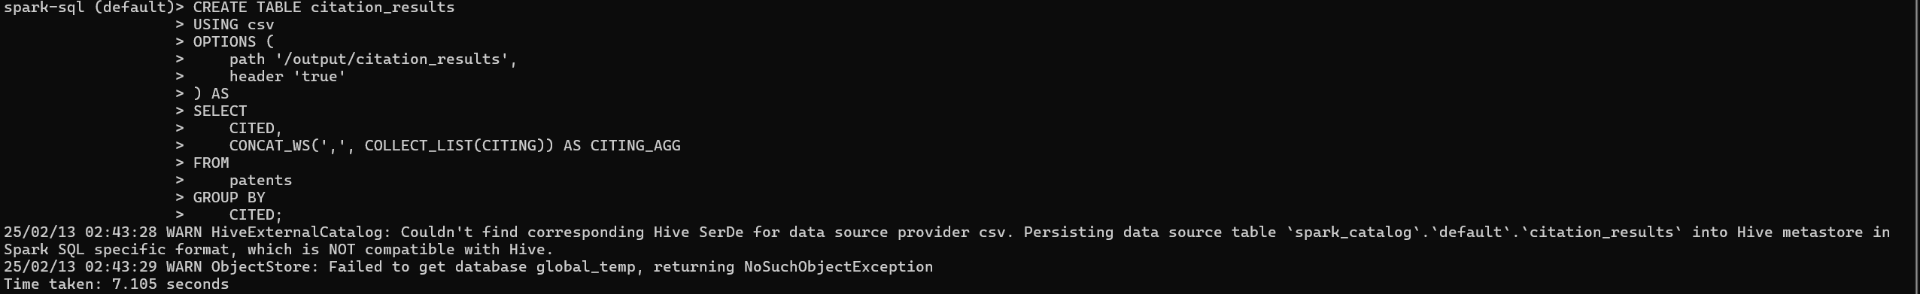 spark-sql (default)> CREATE TABLE citation_results
                   > USING csv
                   > OPTIONS (
                   >     path '/output/citation_results',
                   >     header 'true'
                   > ) AS
                   > SELECT
                   >     CITED,
                   >     CONCAT_WS(',', COLLECT_LIST(CITING)) AS CITING_AGG
                   > FROM
                   >     patents
                   > GROUP BY
                   >     CITED;
25/02/13 02:43:28 WARN HiveExternalCatalog: Couldn't find corresponding Hive SerDe for data source provider csv. Persisting data source table `spark_catalog`.`default`.`citation_results` into Hive metastore in
Spark SQL specific format, which is NOT compatible with Hive.
25/02/13 02:43:29 WARN ObjectStore: Failed to get database global_temp, returning NoSuchObjectException
Time taken: 7.105 seconds